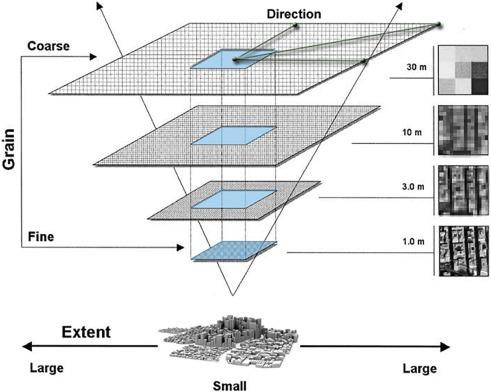 Direction
Coarse
30 m
10 m
Grain
3.0 m
Fine
1.0 m
Extent
Large
Large
Small